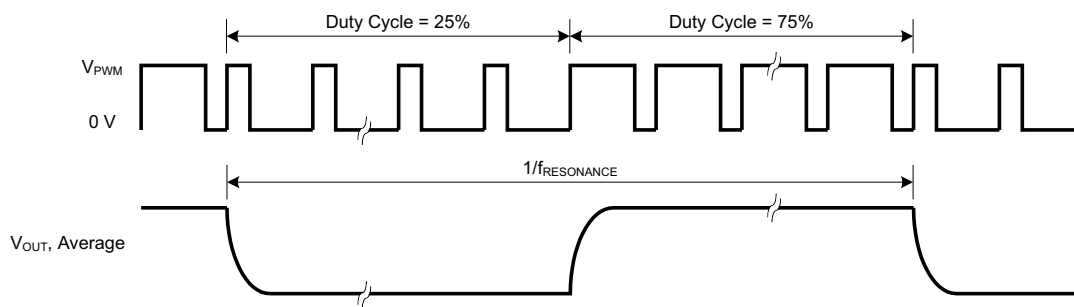 Duty Cycle = 25%
Duty Cycle = 75%
VPWM
0 V
1/fRESONANCE
VOUT, Average